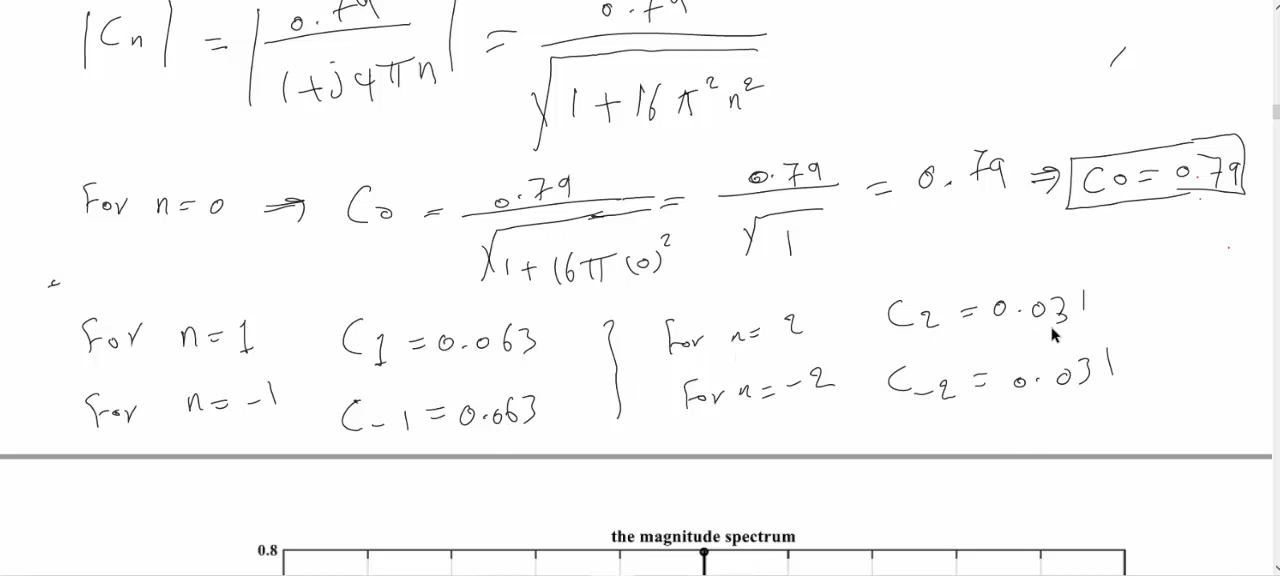 |Cn| = |0.79 / 1+j4πn| = 0.79 / √1+16π²n²
For n=0 ⇒ C0 = 0.79 / √1+16π(0)² = 0.79 / √1 = 0.79 ⇒ C0=0.79
For n=1 C1=0.063 } For n=2 C2=0.031
For n=-1 C-1=0.063 For n=-2 C-2=0.031
the magnitude spectrum
0.8